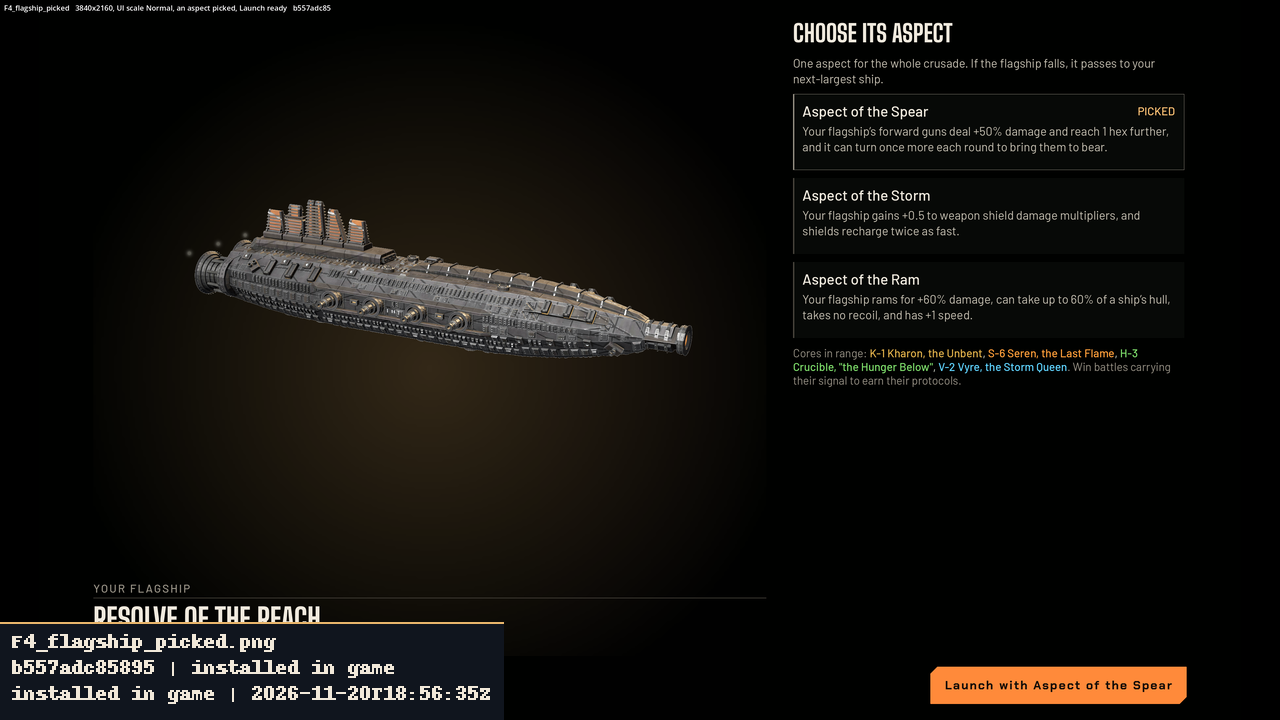 F4_flagship_picked 3840x2160, UI scale Normal, an aspect picked, Launch ready b557adc85
CHOOSE ITS ASPECT
One aspect for the whole crusade. If the flagship falls, it passes to your
next-largest ship.
Aspect of the Spear PICKED
Your flagship's forward guns deal +50% damage and reach 1 hex further,
and it can turn once more each round to bring them to bear.
Aspect of the Storm
Your flagship gains +0.5 to weapon shield damage multipliers, and
shields recharge twice as fast.
Aspect of the Ram
Your flagship rams for +60% damage, can take up to 60% of a ship's hull,
takes no recoil, and has +1 speed.
Cores in range: K-1 Kharon, the Unbent, S-6 Seren, the Last Flame, H-3
Crucible, "the Hunger Below", V-2 Vyre, the Storm Queen. Win battles carrying
their signal to earn their protocols.
YOUR FLAGSHIP
RESOLVE OF THE REACH
F4_flagship_picked.png
b557adc85895 | installed in game
installed in game | 2026-11-20T18:56:35Z
Launch with Aspect of the Spear